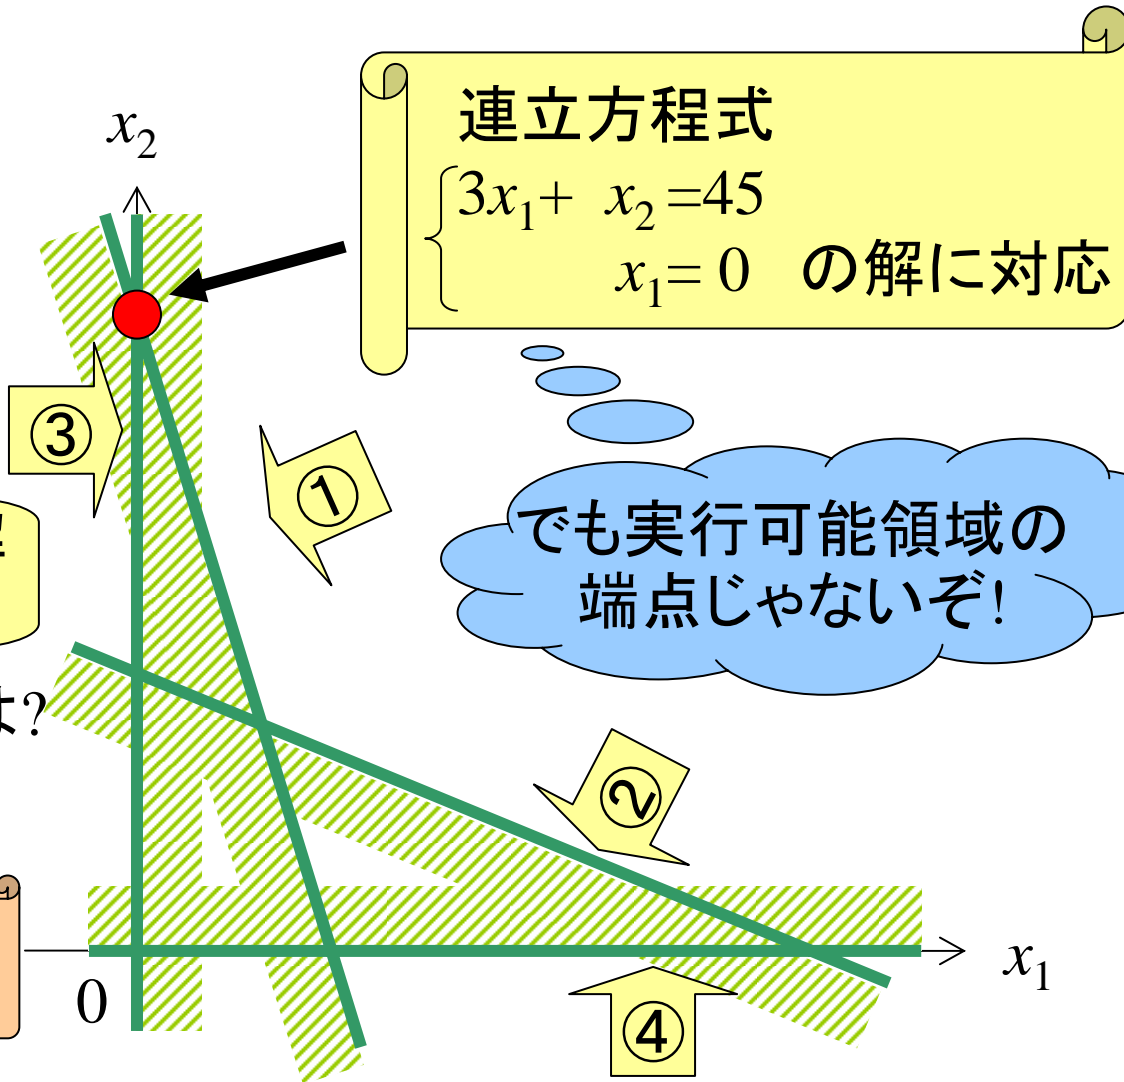 連立方程式
3x₁+ x₂ =45
x₁= 0 の解に対応
x₂
③
①
でも実行可能領域の
端点じゃないぞ!
は?
②
x₁
0
④